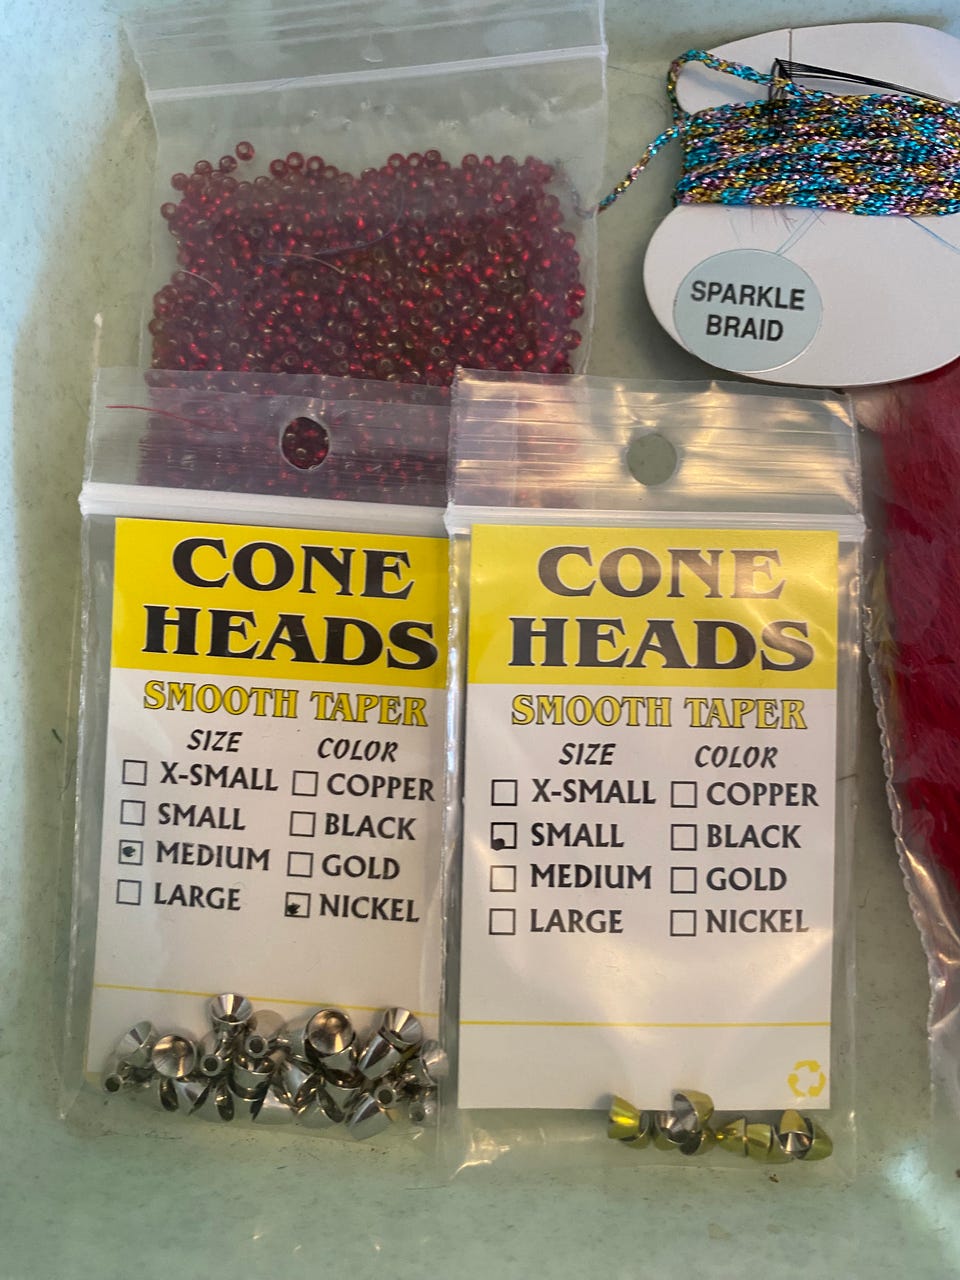 SPARKLE
BRAID
CONE
HEADS
SMOOTH TAPER
SIZE COLOR
X-SMALL COPPER
SMALL BLACK
MEDIUM GOLD
LARGE NICKEL
CONE
HEADS
SMOOTH TAPER
SIZE COLOR
X-SMALL COPPER
SMALL BLACK
MEDIUM GOLD
LARGE NICKEL